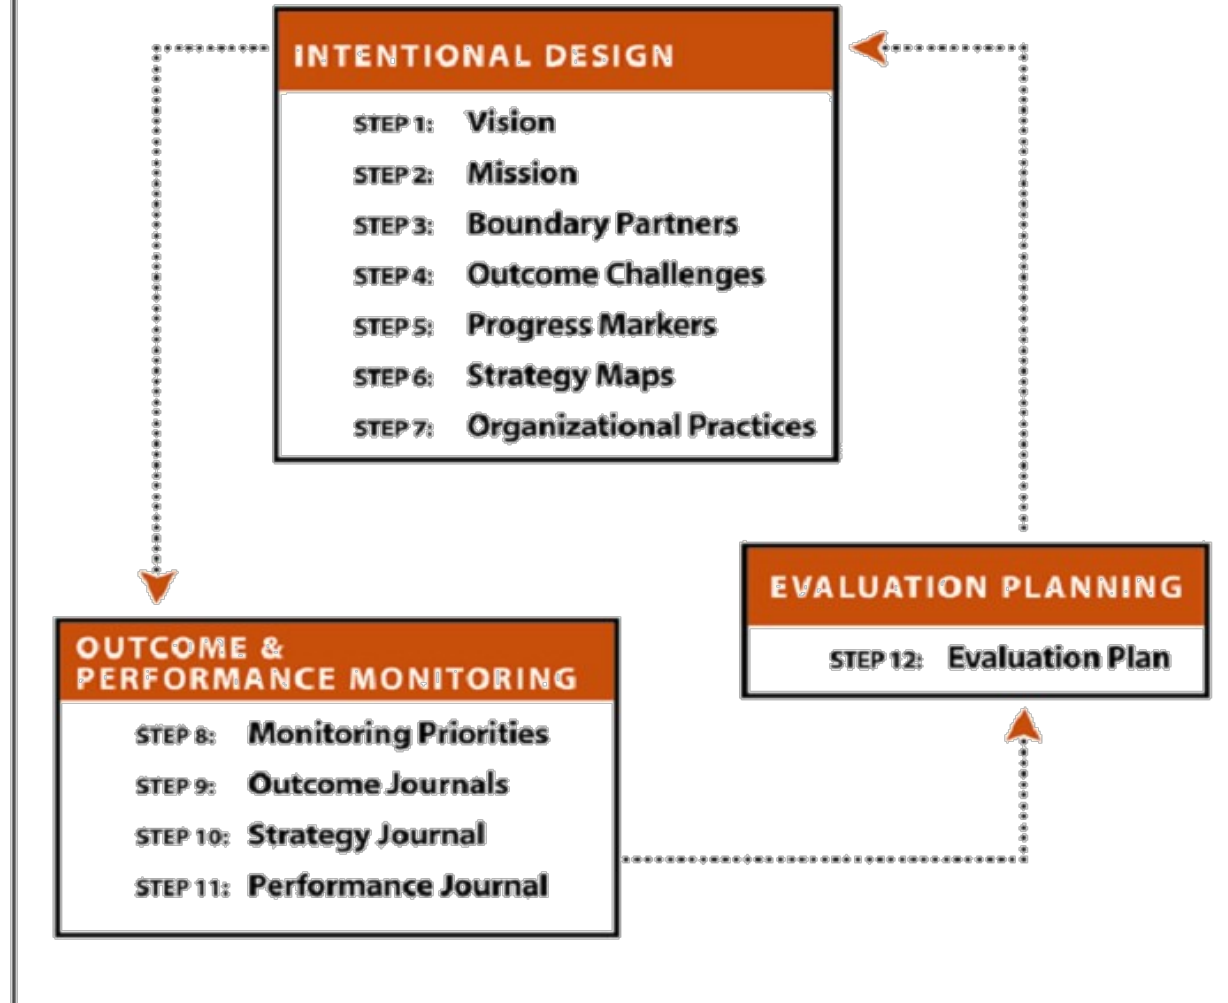 INTENTIONAL DESIGN
STEP 1: Vision
STEP 2: Mission
STEP 3: Boundary Partners
STEP 4: Outcome Challenges
STEP 5: Progress Markers
STEP 6: Strategy Maps
STEP 7: Organizational Practices
OUTCOME &
PERFORMANCE MONITORING
STEP 8: Monitoring Priorities
STEP 9: Outcome Journals
STEP 10: Strategy Journal
STEP 11: Performance Journal
EVALUATION PLANNING
STEP 12: Evaluation Plan